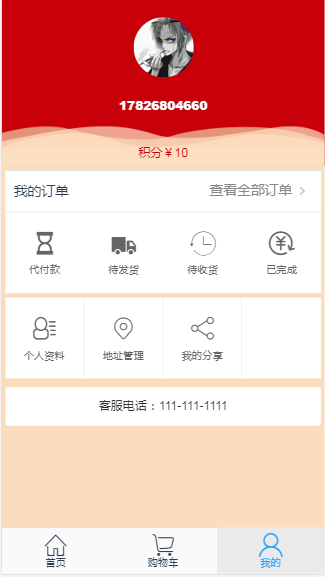 17826804660
积分￥10
我的订单 查看全部订单
代付款 待发货 待收货 已完成
个人资料 地址管理 我的分享
客服电话：111-111-1111
首页 购物车 我的